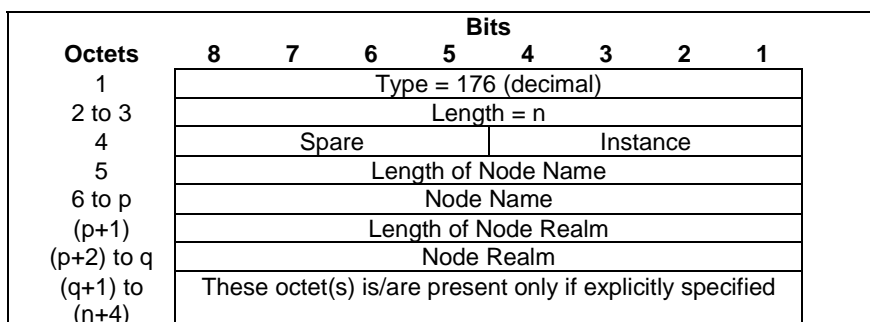 Bits
Octets 8 7 6 5 4 3 2 1
1 Type = 176 (decimal)
2 to 3 Length = n
4 Spare Instance
5 Length of Node Name
6 to p Node Name
(p+1) Length of Node Realm
(p+2) to q Node Realm
(q+1) to These octet(s) is/are present only if explicitly specified
(n+4)